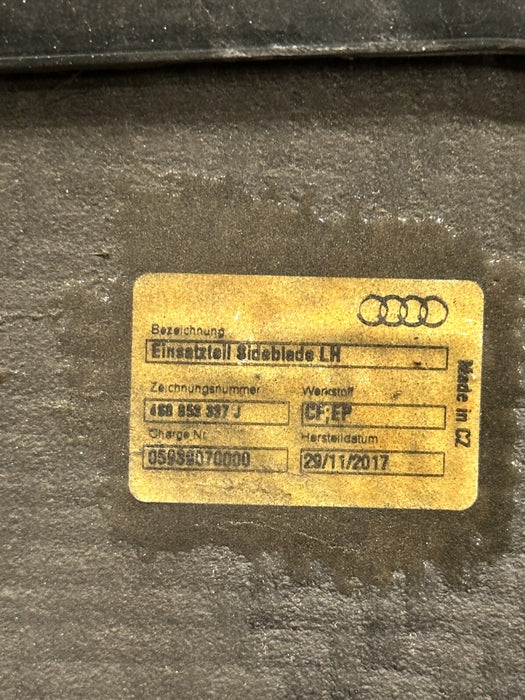 Bezeichnung
Einsatzteil Sideblade LH
Zeichnungsnummer
Werkstoff
4S0 853 337 J
CF;EP
Charge Nr.
Herstelldatum
05939070000
29/11/2017
Made in CZ